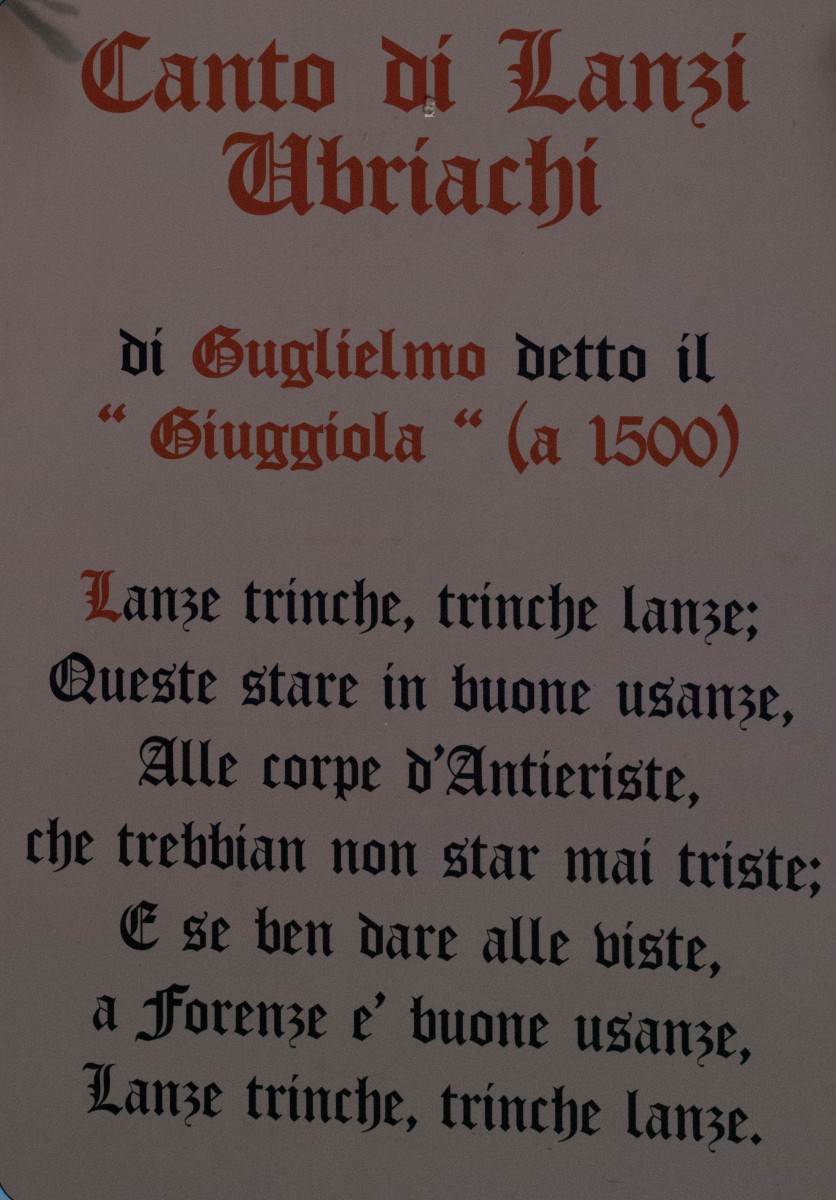 Canto di Lanzi
Ubriachi
di Guglielmo detto il
“ Giuggiola “ (a 1500)
Lanze trinche, trinche lanze;
Queste stare in buone usanze,
Alle corpe d'Antieriste,
che trebbian non star mai triste;
E se ben dare alle viste,
a Forenze e' buone usanze,
Lanze trinche, trinche lanze.